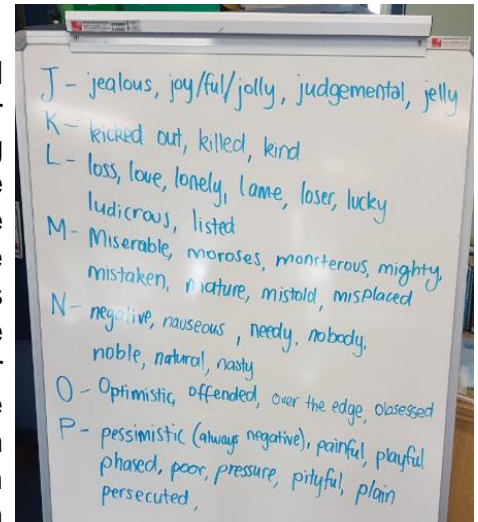 J - jealous, joy/ful/jolly, judgemental, jelly
K - kicked out, killed, kind
L - loss, love, lonely, lame, loser, lucky
ludicrous, listed
M - Miserable, moroses, monsterous, mighty,
mistaken, mature, mistold, misplaced
N - negative, nauseous, needy, nobody,
noble, natural, nasty
O - Optimistic, offended, over the edge, obsessed
P - pessimistic (always negative), painful, playful
phased, poor, pressure, pityful, plain
persecuted,